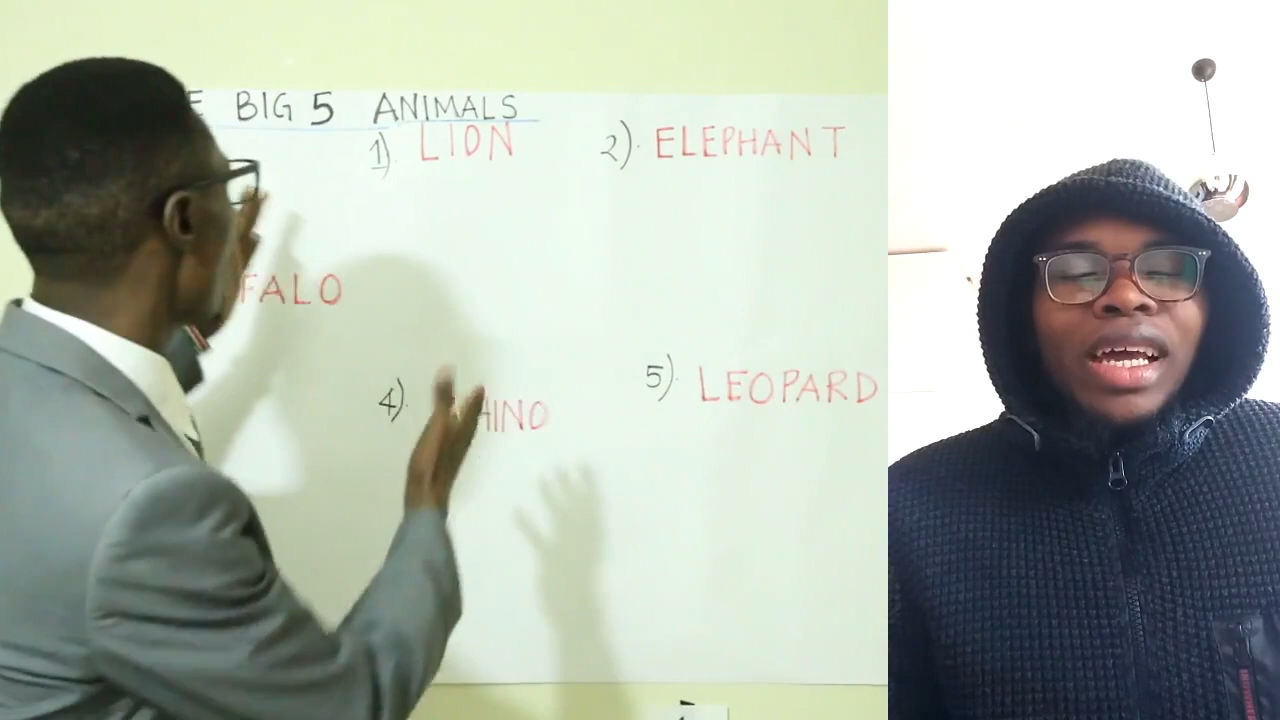 E BIG 5 ANIMALS
1). LION
2). ELEPHANT
FALO
4). HINO
5). LEOPARD